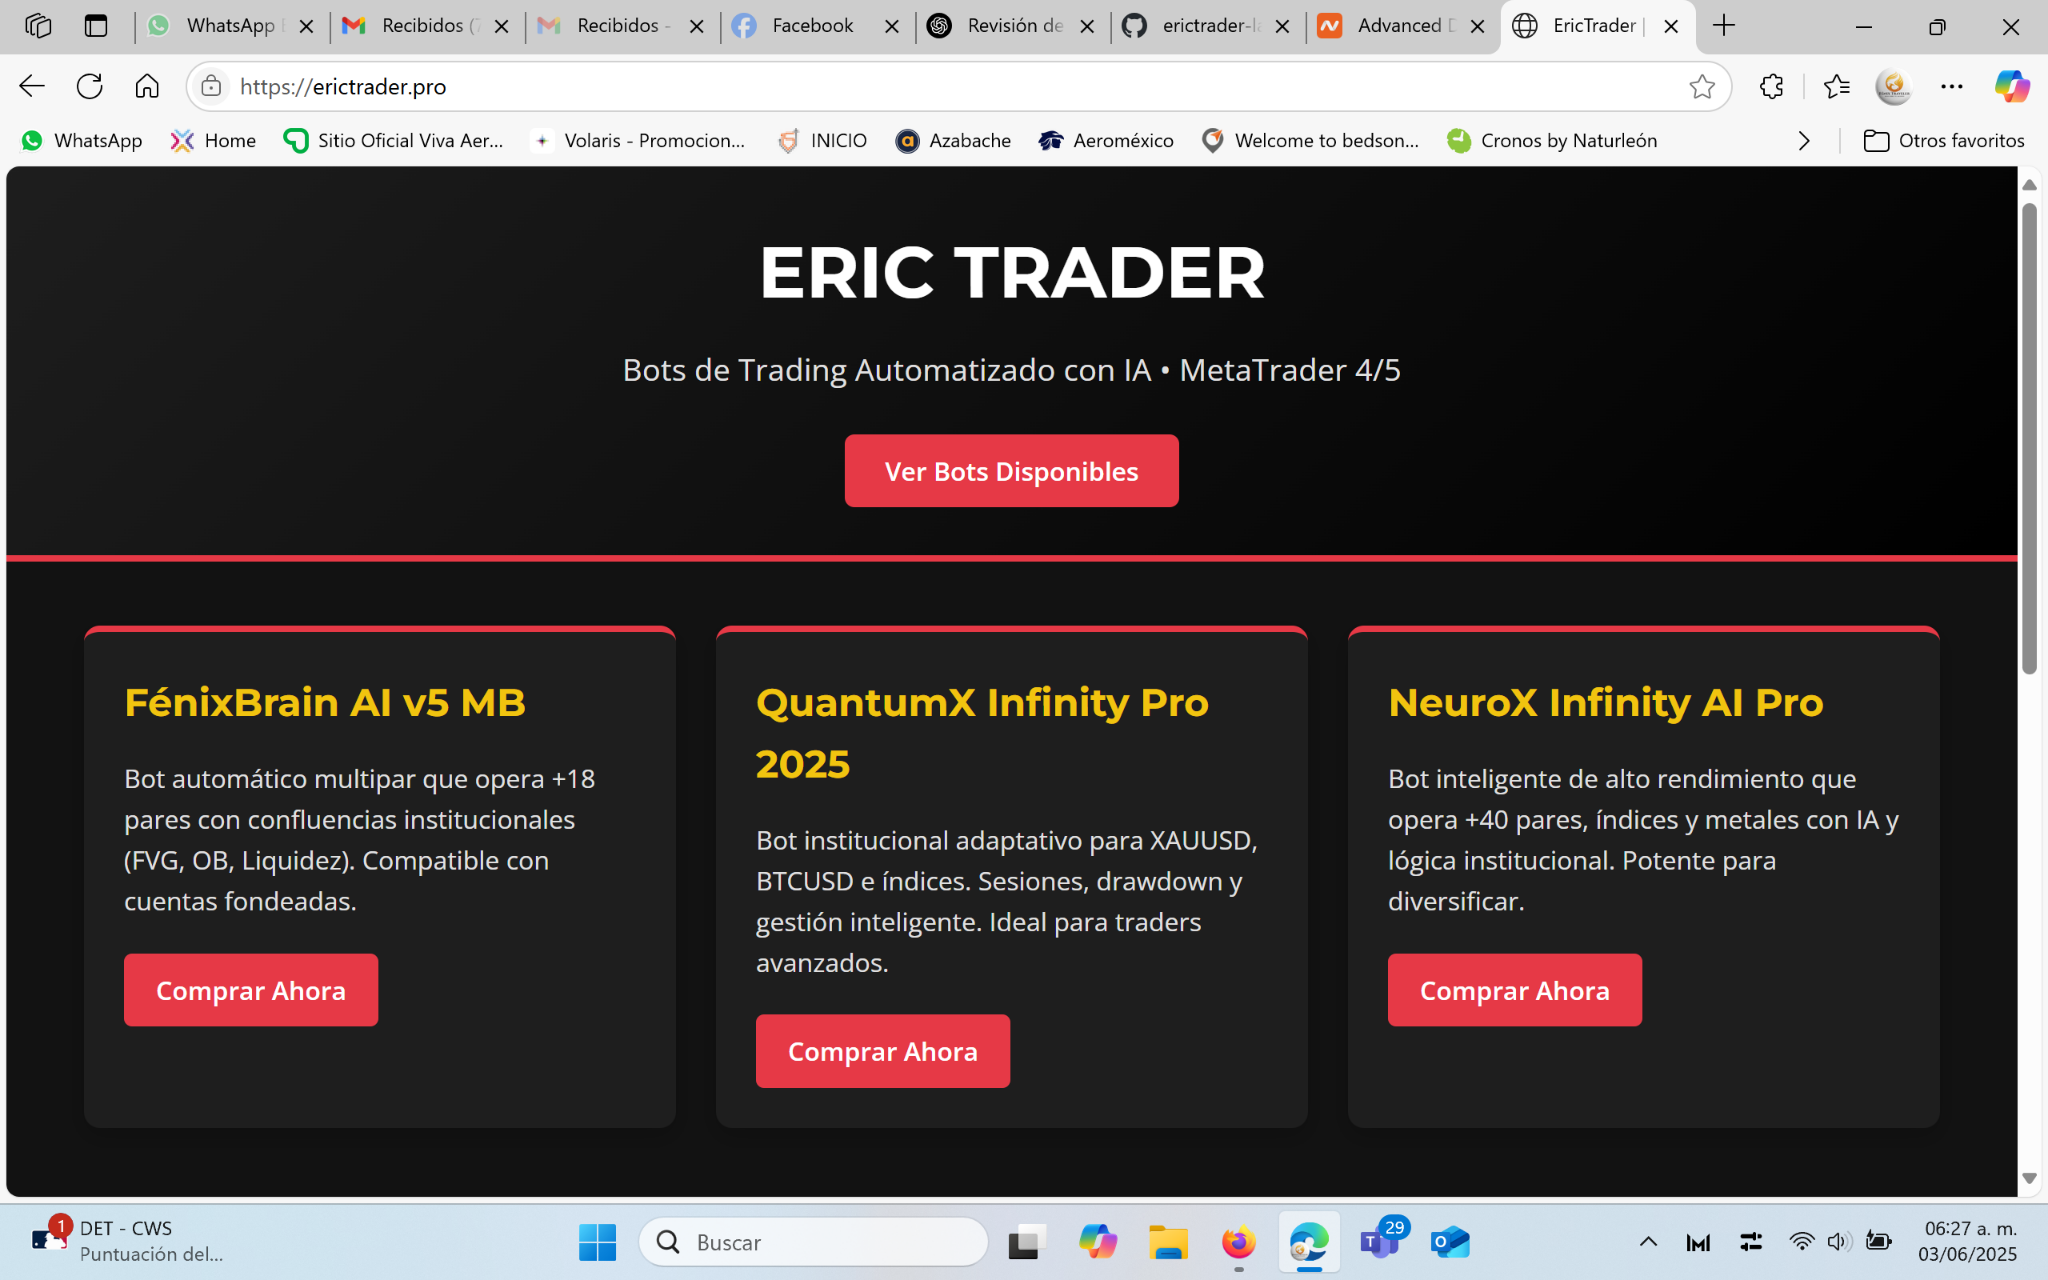 WhatsApp
Recibidos (
Recibidos -
Facebook
Revisión de
erictrader-la
Advanced D
EricTrader |
https://erictrader.pro
WhatsApp
Home
Sitio Oficial Viva Aer...
Volaris - Promocion...
INICIO
Azabache
Aeroméxico
Welcome to bedson...
Cronos by Naturleón
Otros favoritos
ERIC TRADER
Bots de Trading Automatizado con IA • MetaTrader 4/5
Ver Bots Disponibles
FénixBrain AI v5 MB
Bot automático multipar que opera +18
pares con confluencias institucionales
(FVG, OB, Liquidez). Compatible con
cuentas fondeadas.
Comprar Ahora
QuantumX Infinity Pro
2025
Bot institucional adaptativo para XAUUSD,
BTCUSD e índices. Sesiones, drawdown y
gestión inteligente. Ideal para traders
avanzados.
Comprar Ahora
NeuroX Infinity AI Pro
Bot inteligente de alto rendimiento que
opera +40 pares, índices y metales con IA y
lógica institucional. Potente para
diversificar.
Comprar Ahora
1
DET - CWS
Puntuación del...
Buscar
29
06:27 a. m.
03/06/2025